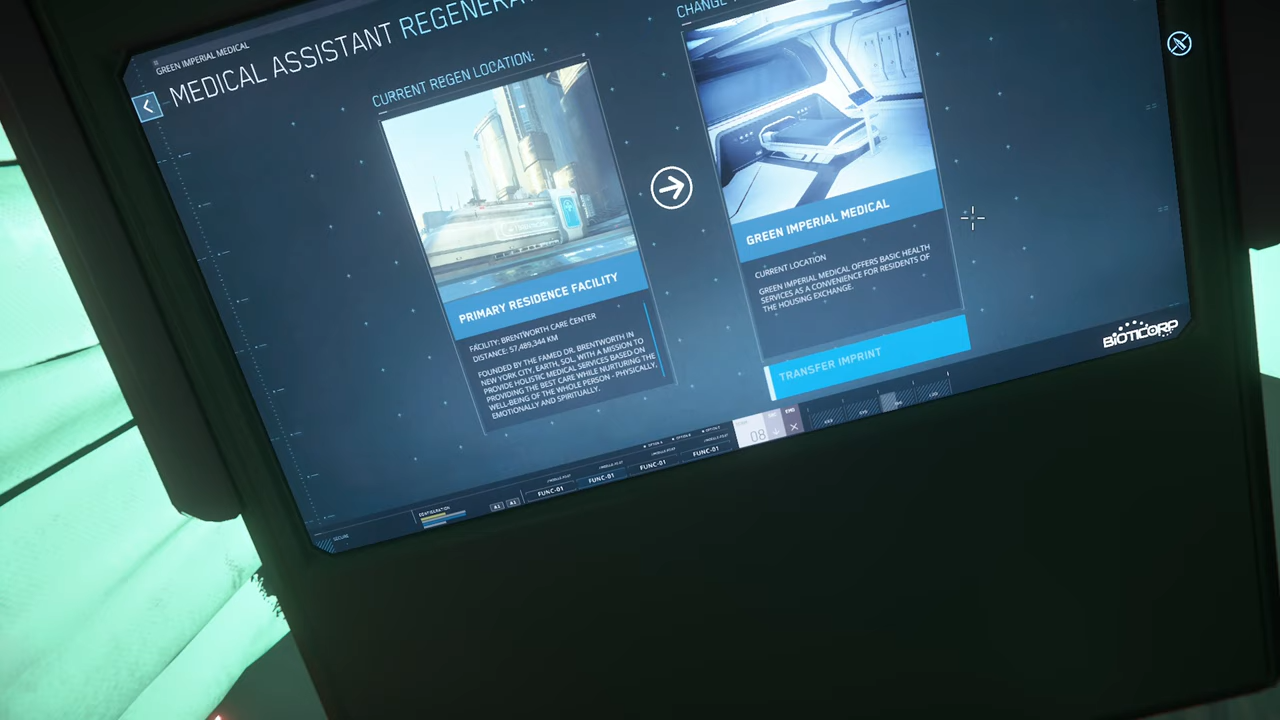 GREEN IMPERIAL MEDICAL
MEDICAL ASSISTANT REGENERA
CURRENT REGEN LOCATION:
PRIMARY RESIDENCE FACILITY
FACILITY: BRENTWORTH CARE CENTER
DISTANCE: 57,489,344 KM
FOUNDED BY THE FAMED DR. BRENTWORTH IN
NEW YORK CITY, EARTH, SOL, WITH A MISSION TO
PROVIDE HOLISTIC MEDICAL SERVICES BASED ON
PROVIDING THE BEST CARE WHILE NURTURING THE
WELL-BEING OF THE WHOLE PERSON - PHYSICALLY,
EMOTIONALLY AND SPIRITUALLY.
CHANGE
GREEN IMPERIAL MEDICAL
CURRENT LOCATION
GREEN IMPERIAL MEDICAL OFFERS BASIC HEALTH
SERVICES AS A CONVENIENCE FOR RESIDENTS OF
THE HOUSING EXCHANGE.
TRANSFER IMPRINT
BIOTICORP
SECURE
CONFIGURATION
FUNC-01
FUNC-01
FUNC-01
FUNC-01
08